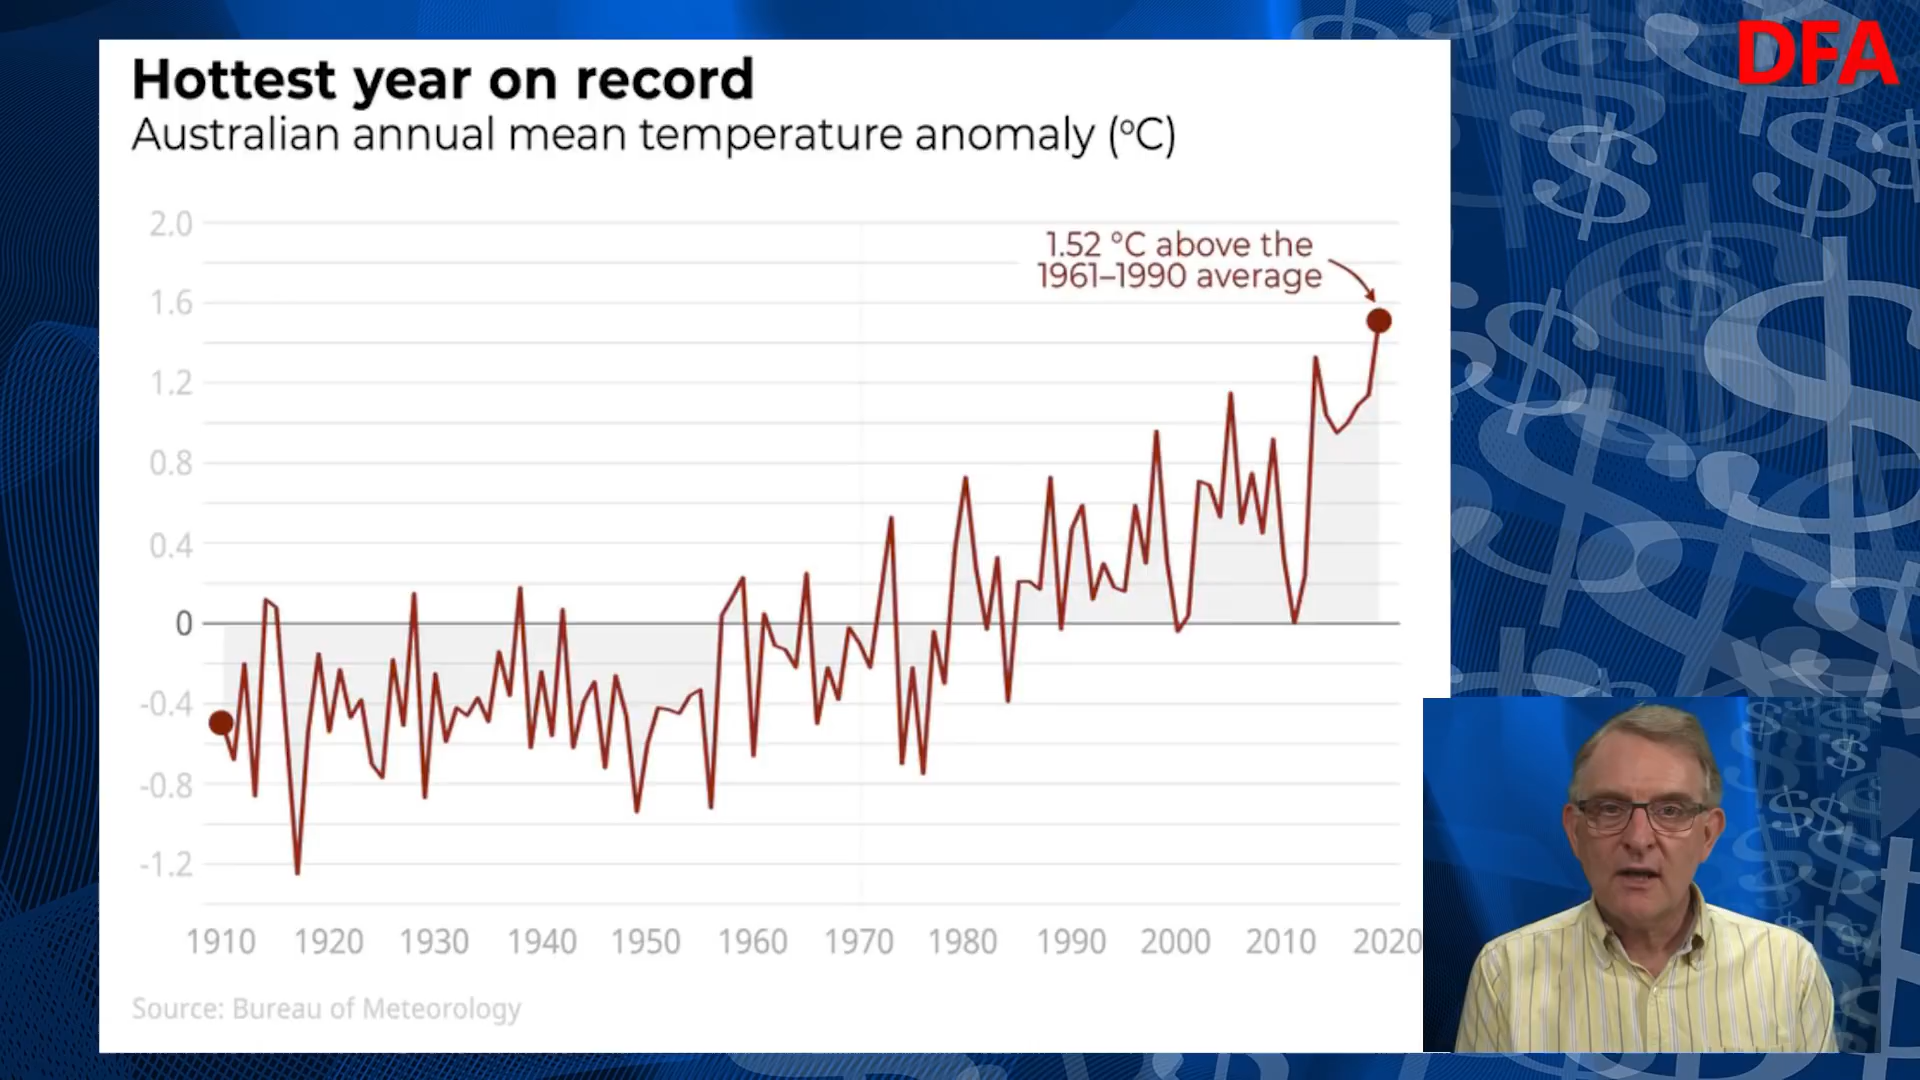 DFA
Hottest year on record
Australian annual mean temperature anomaly (°C)
2.0
1.6
1.2
0.8
0.4
0
-0.4
-0.8
-1.2
1.52 °C above the
1961–1990 average
1910 1920 1930 1940 1950 1960 1970 1980 1990 2000 2010 2020
Source: Bureau of Meteorology